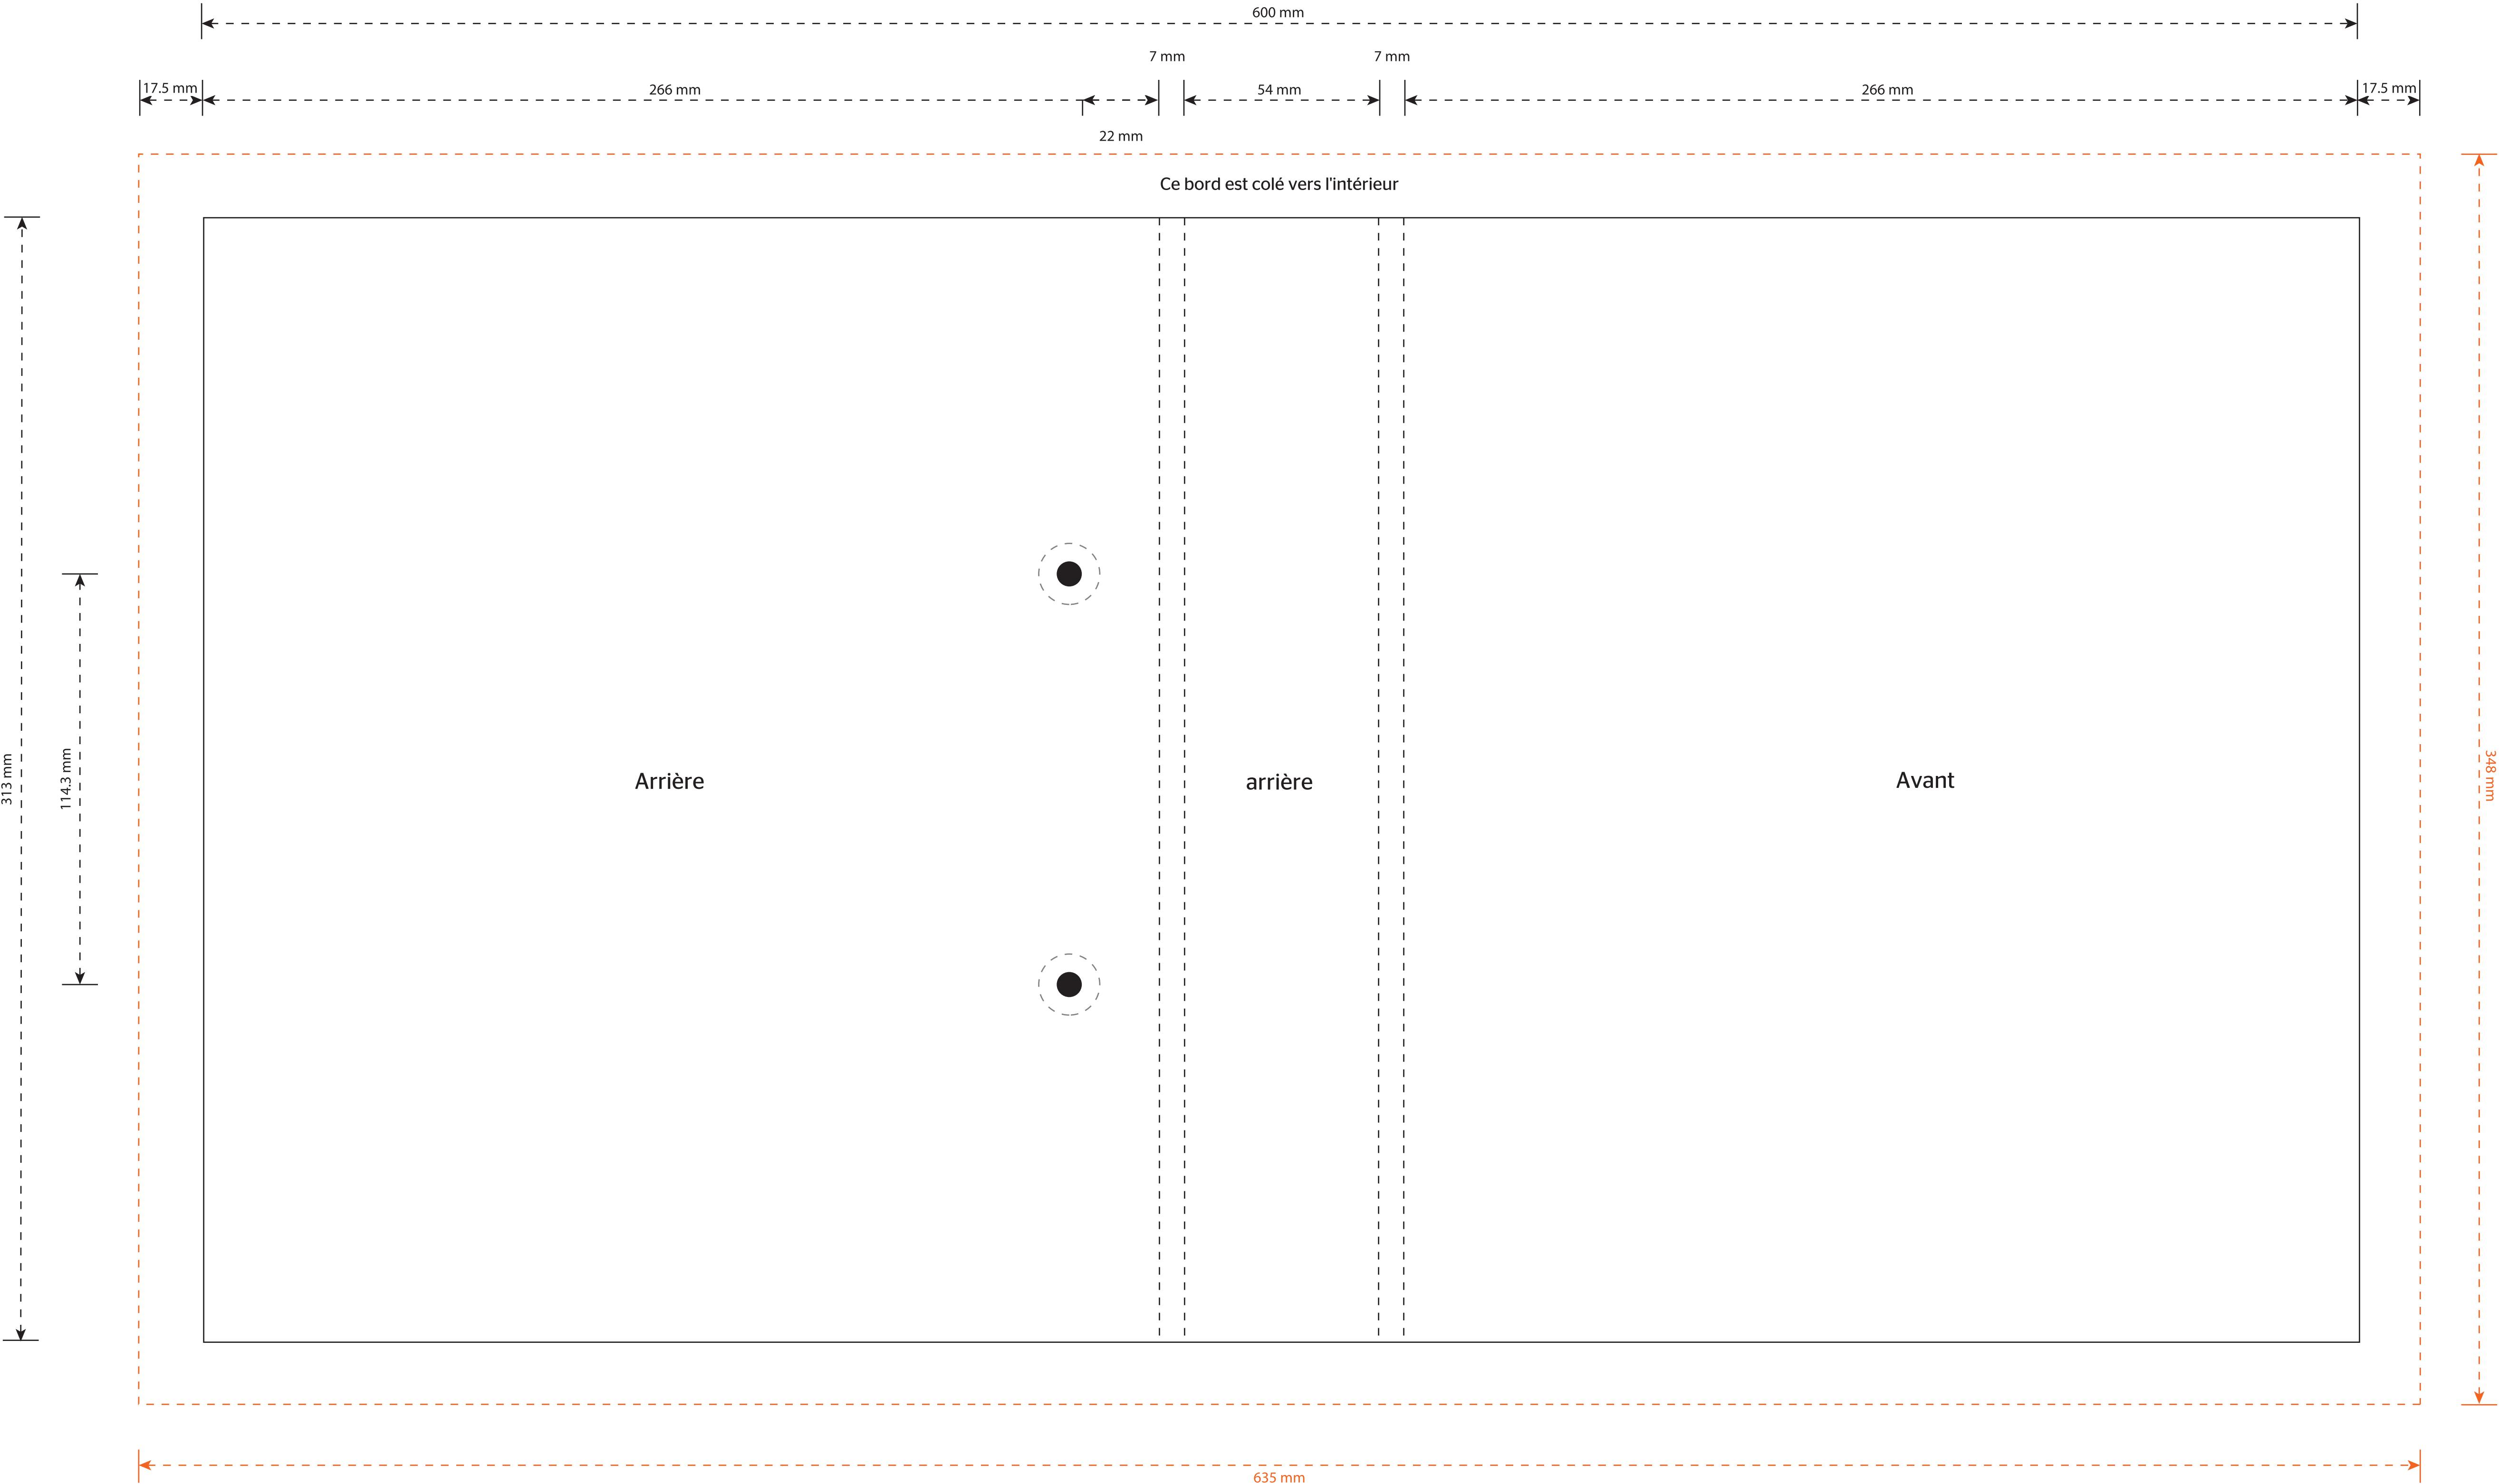 600 mm
7 mm
7 mm
17.5 mm
266 mm
54 mm
266 mm
17.5 mm
22 mm
Ce bord est colé vers l'intérieur
313 mm
114.3 mm
Arrière
arrière
Avant
348 mm
635 mm